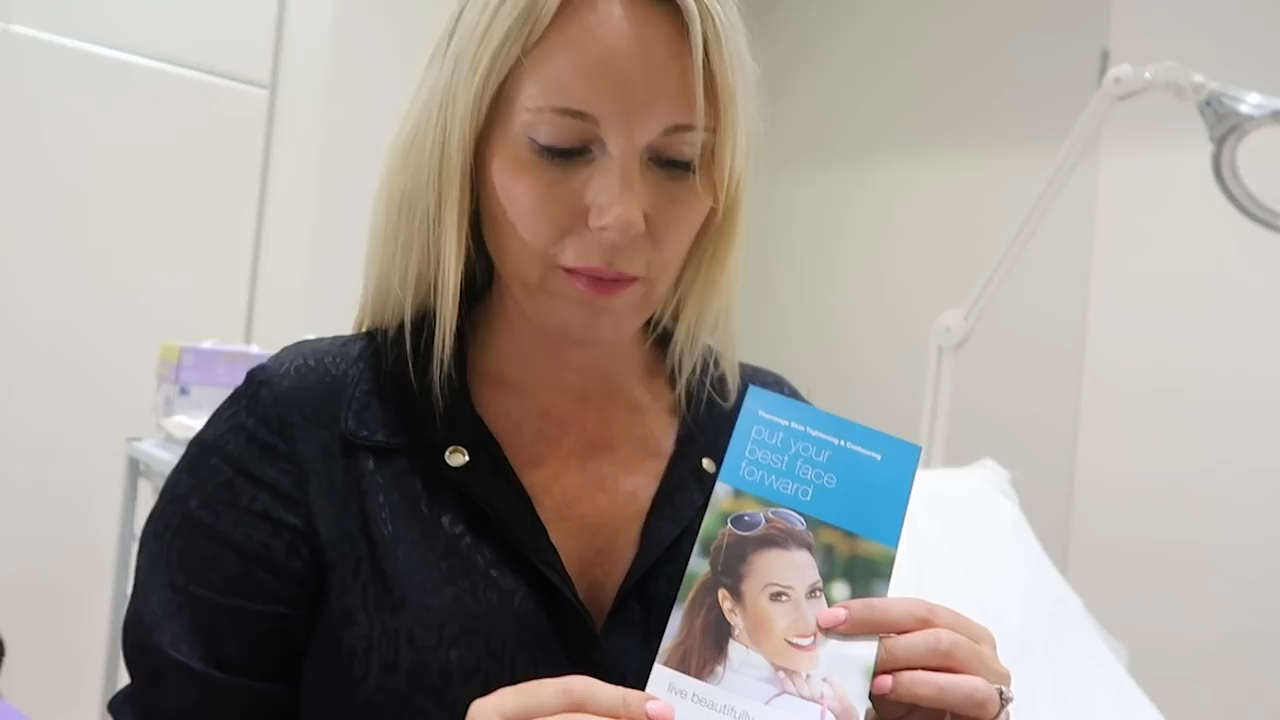 Thermage Skin Tightening & Contouring
put your
best face
forward
live beautifully